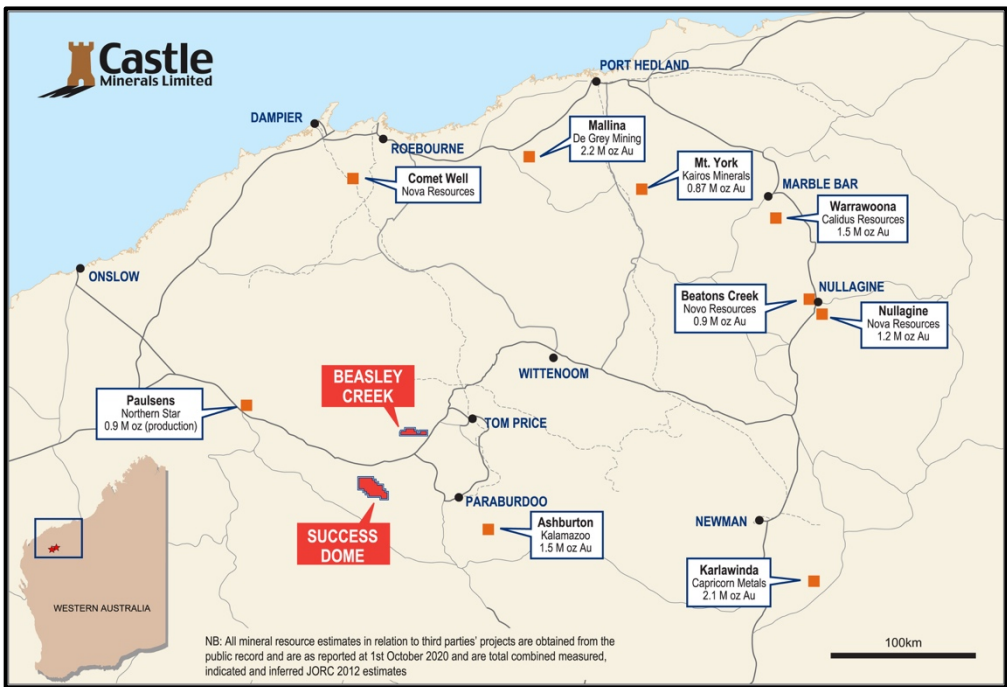 Castle
Minerals Limited
PORT HEDLAND
DAMPIER
ROEBOURNE
Mallina
De Grey Mining
2.2 M oz Au
Comet Well
Nova Resources
Mt. York
Kairos Minerals
0.87 M oz Au
MARBLE BAR
Warrawoona
Calidus Resources
1.5 M oz Au
ONSLOW
Beatons Creek
Novo Resources
0.9 M oz Au
NULLAGINE
Nullagine
Nova Resources
1.2 M oz Au
WITTENOOM
BEASLEY
CREEK
Paulsens
Northern Star
0.9 M oz (production)
TOM PRICE
PARABURDOO
SUCCESS
DOME
Ashburton
Kalamazoo
1.5 M oz Au
NEWMAN
Karlawinda
Capricorn Metals
2.1 M oz Au
WESTERN AUSTRALIA
NB: All mineral resource estimates in relation to third parties' projects are obtained from the
public record and are as reported at 1st October 2020 and are total combined measured,
indicated and inferred JORC 2012 estimates
100km